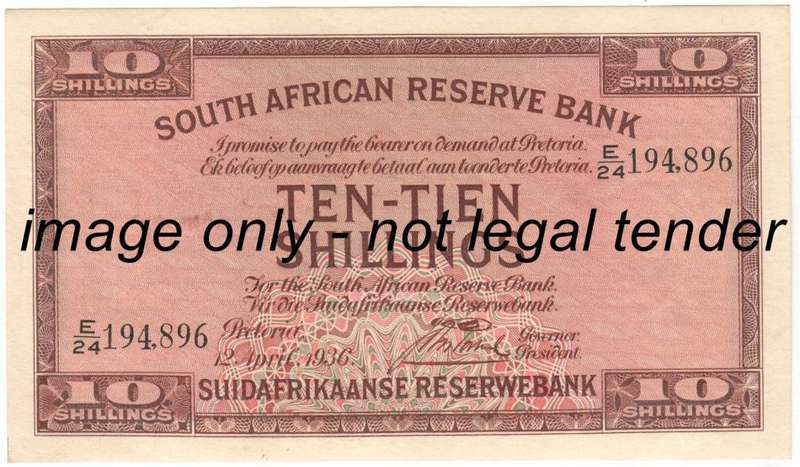 10 SHILLINGS
10 SHILLINGS
SOUTH AFRICAN RESERVE BANK
I promise to pay the bearer on demand at Pretoria.
Ek beloof op aanvraag te betaal aan toonder te Pretoria.
E/24 194,896
TEN-TIEN
image only - not legal tender
SHILLINGS
For the South African Reserve Bank.
Vir die Suidafrikaanse Reserwebank.
E/24 194,896
Pretoria,
12 April, 1936
Governor.
President.
SUIDAFRIKAANSE RESERWEBANK
10 SHILLINGS
10 SHILLINGS